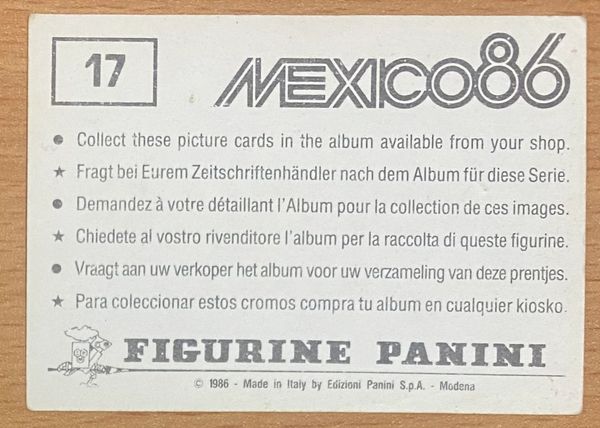 17
MEXICO86
● Collect these picture cards in the album available from your shop.
★ Fragt bei Eurem Zeitschriftenhändler nach dem Album für diese Serie.
● Demandez à votre détaillant l'Album pour la collection de ces images.
★ Chiedete al vostro rivenditore l'album per la raccolta di queste figurine.
● Vraagt aan uw verkoper het album voor uw verzameling van deze prentjes.
★ Para coleccionar estos cromos compra tu album en cualquier kiosko.
FIGURINE PANINI
© 1986 - Made in Italy by Edizioni Panini S.p.A. - Modena